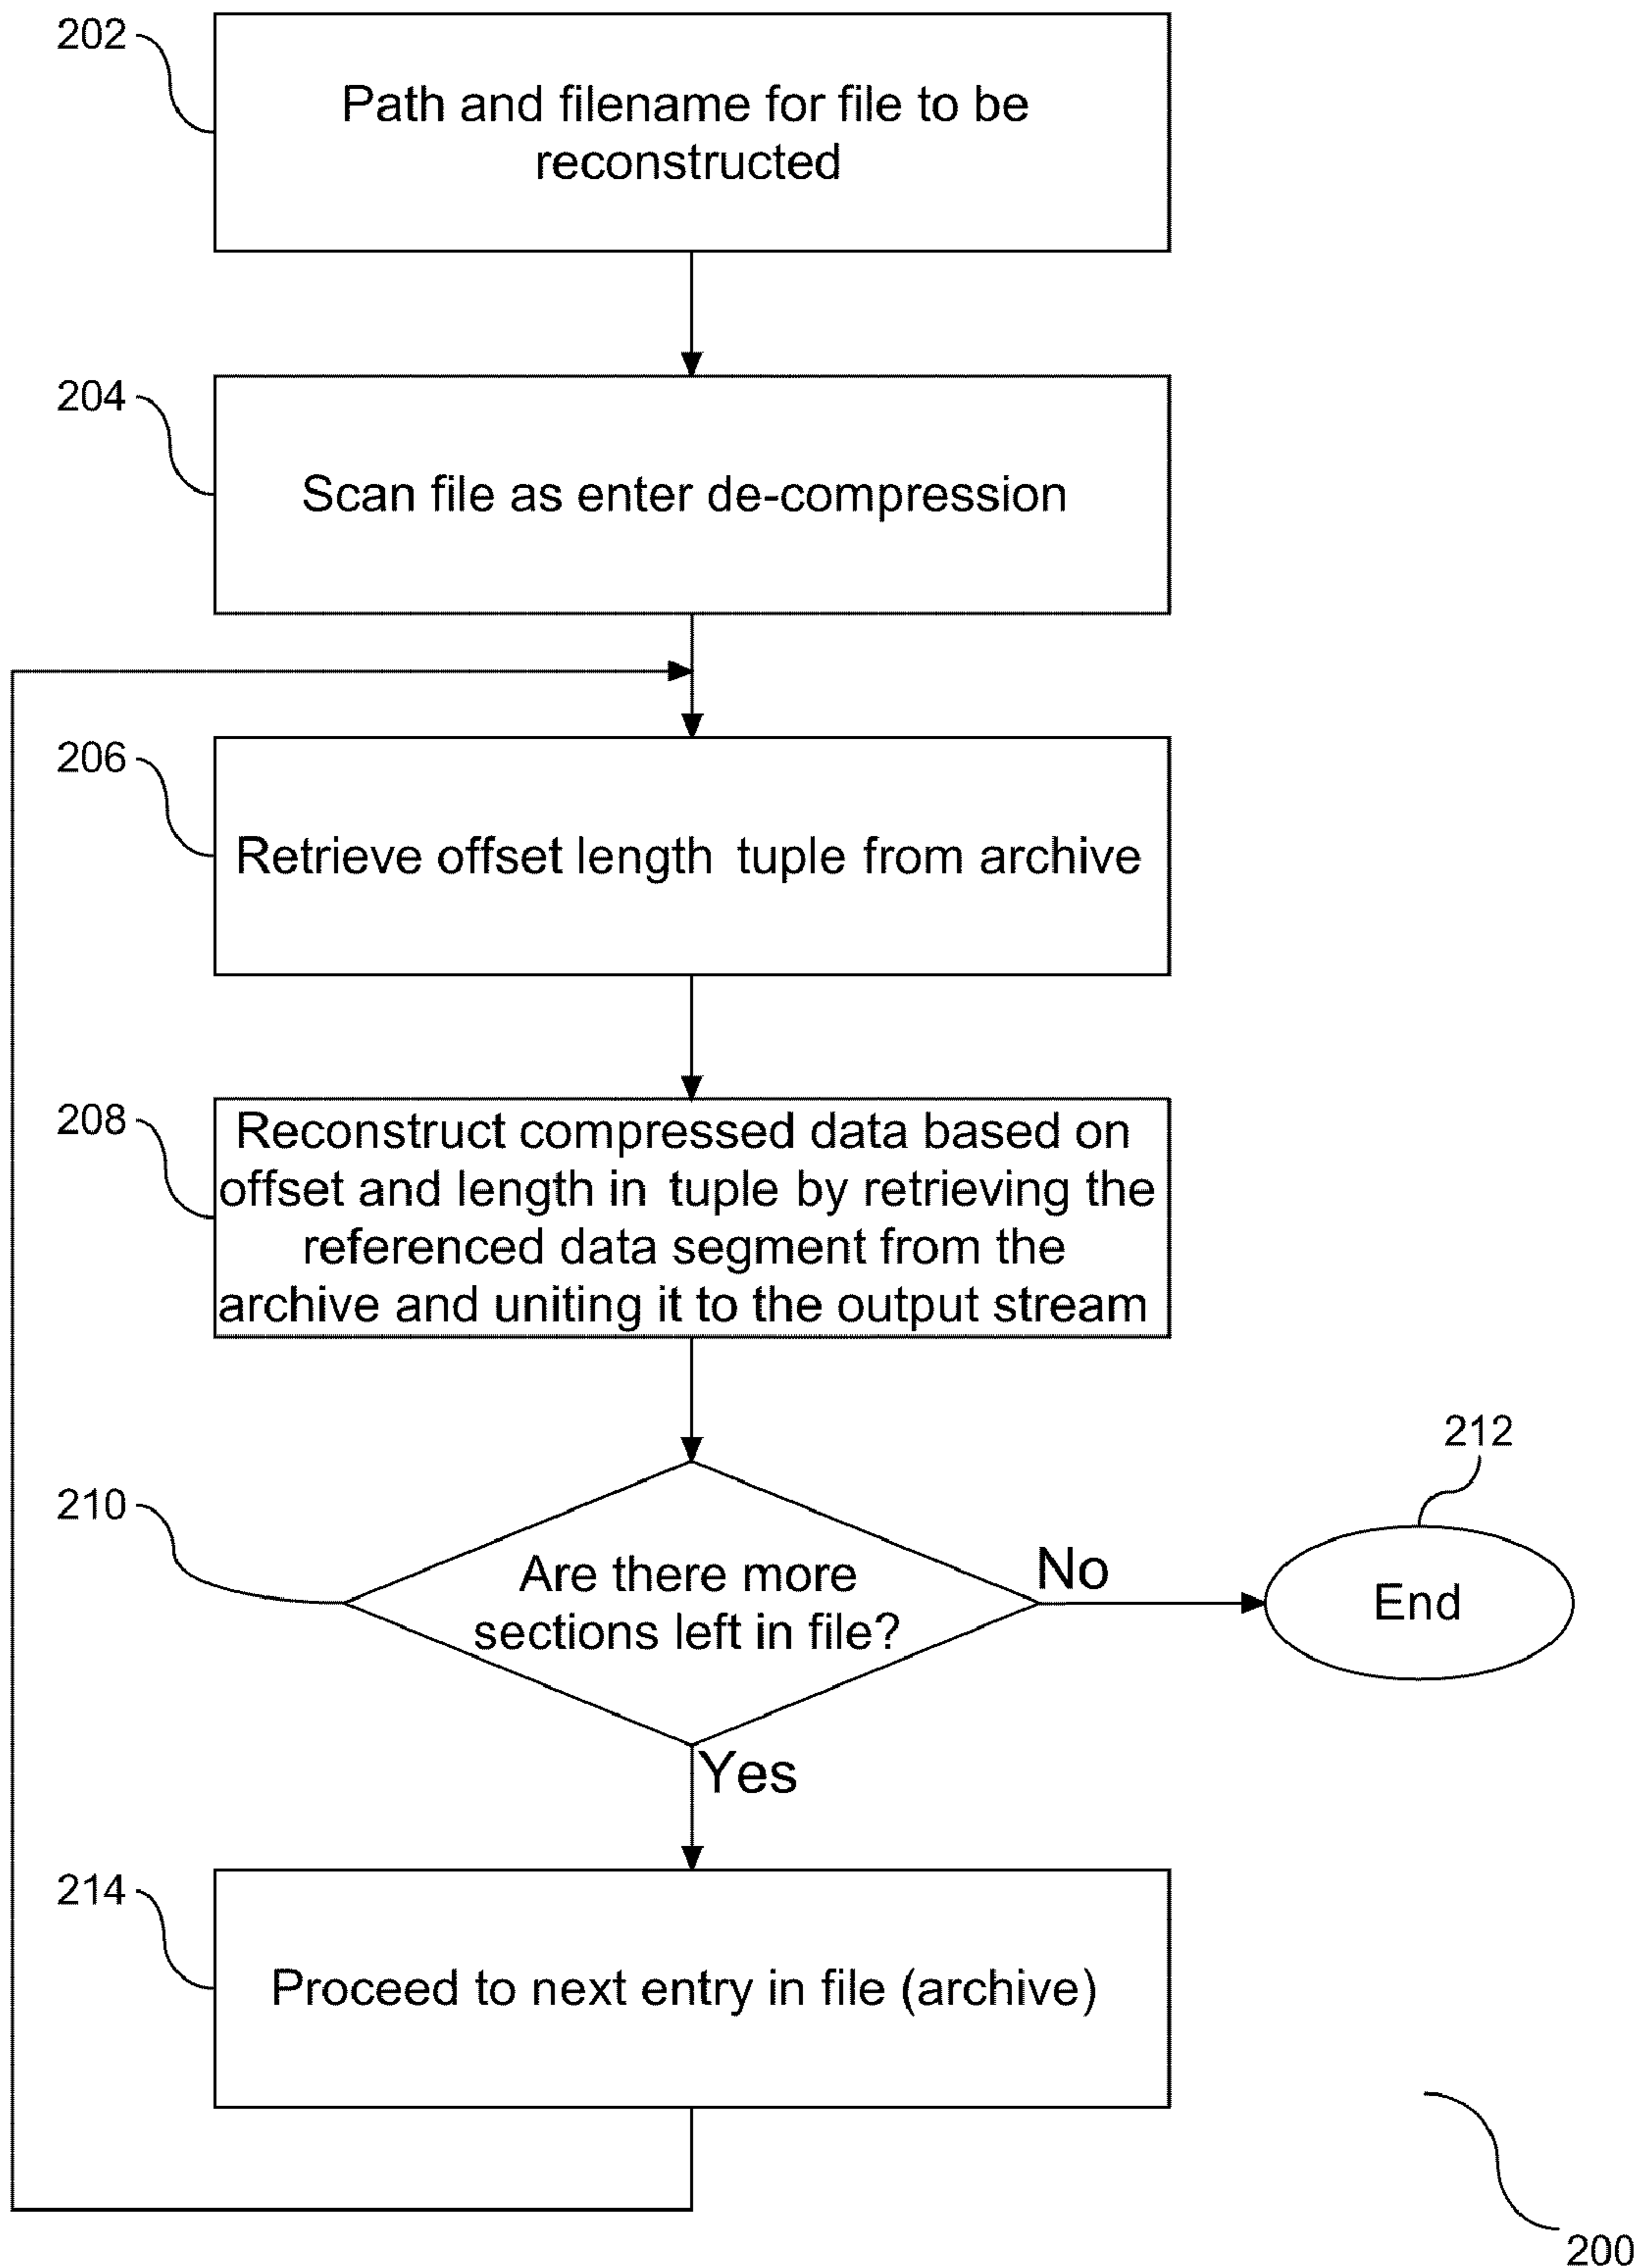 202
Path and filename for file to be
reconstructed
204
Scan file as enter de-compression
206
Retrieve offset length tuple from archive
208
Reconstruct compressed data based on
offset and length in tuple by retrieving the
referenced data segment from the
archive and uniting it to the output stream
210
Are there more
sections left in file?
No
212
End
Yes
214
Proceed to next entry in file (archive)
200